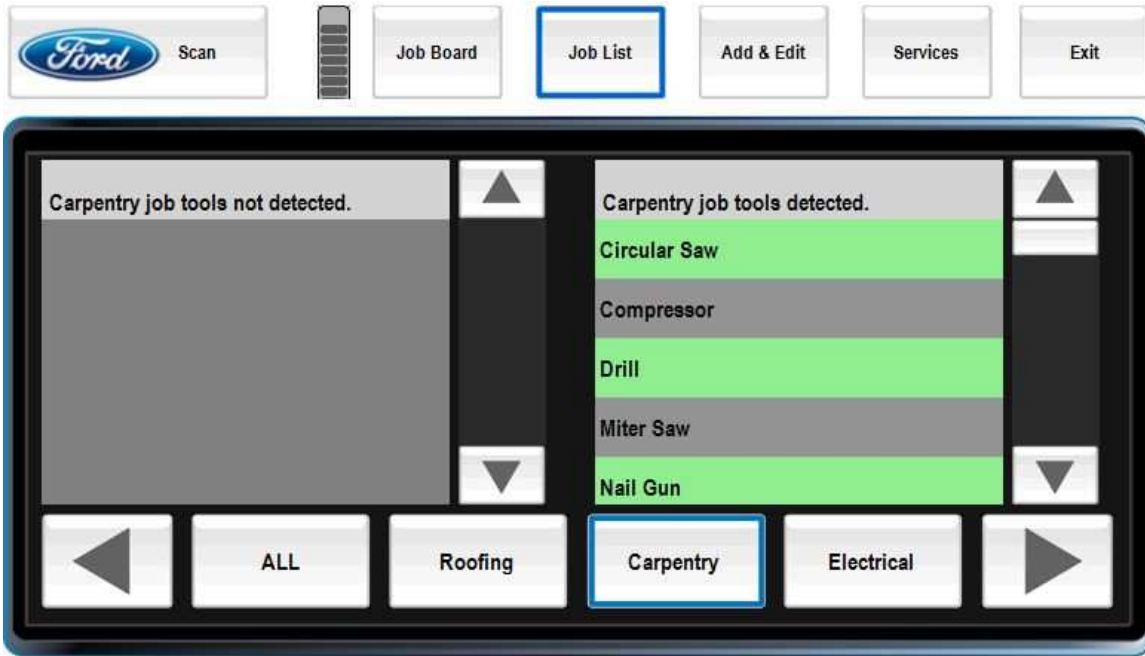 Ford
Scan
Job Board
Job List
Add & Edit
Services
Exit
Carpentry job tools not detected.
Carpentry job tools detected.
Circular Saw
Compressor
Drill
Miter Saw
Nail Gun
ALL
Roofing
Carpentry
Electrical